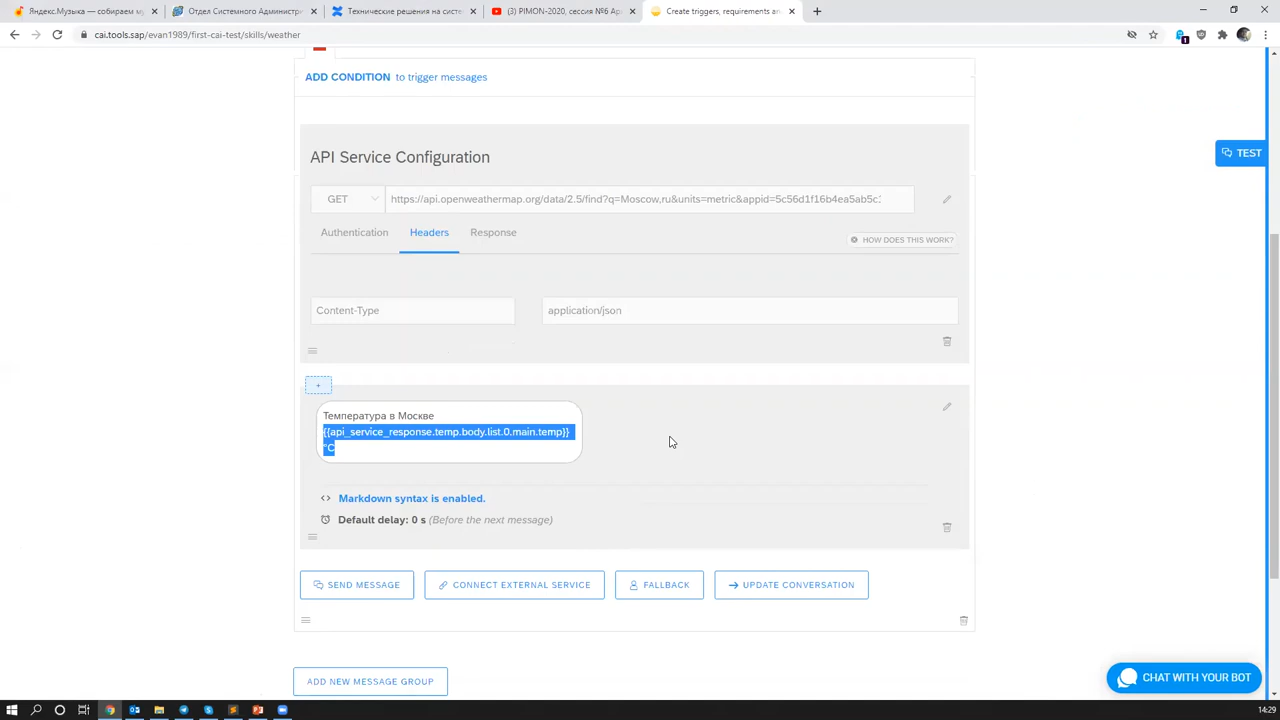 Яндекс.Музыка — собираем му
Отдел Системного Администри
Технические решения на систем
(3) PIMON-2020, сессия №6 Ар
Create triggers, requirements an
cai.tools.sap/evan1989/first-cai-test/skills/weather
1
ADD CONDITION to trigger messages
TEST
API Service Configuration
GET
https://api.openweathermap.org/data/2.5/find?q=Moscow,ru&units=metric&appid=5c56d1f16b4ea5ab5c.
Authentication
Headers
Response
HOW DOES THIS WORK?
Content-Type
application/json
+
Температура в Москве
{{api_service_response.temp.body.list.0.main.temp}}
°C
<> Markdown syntax is enabled.
Default delay: 0 s (Before the next message)
SEND MESSAGE
CONNECT EXTERNAL SERVICE
FALLBACK
UPDATE CONVERSATION
ADD NEW MESSAGE GROUP
CHAT WITH YOUR BOT
14:29